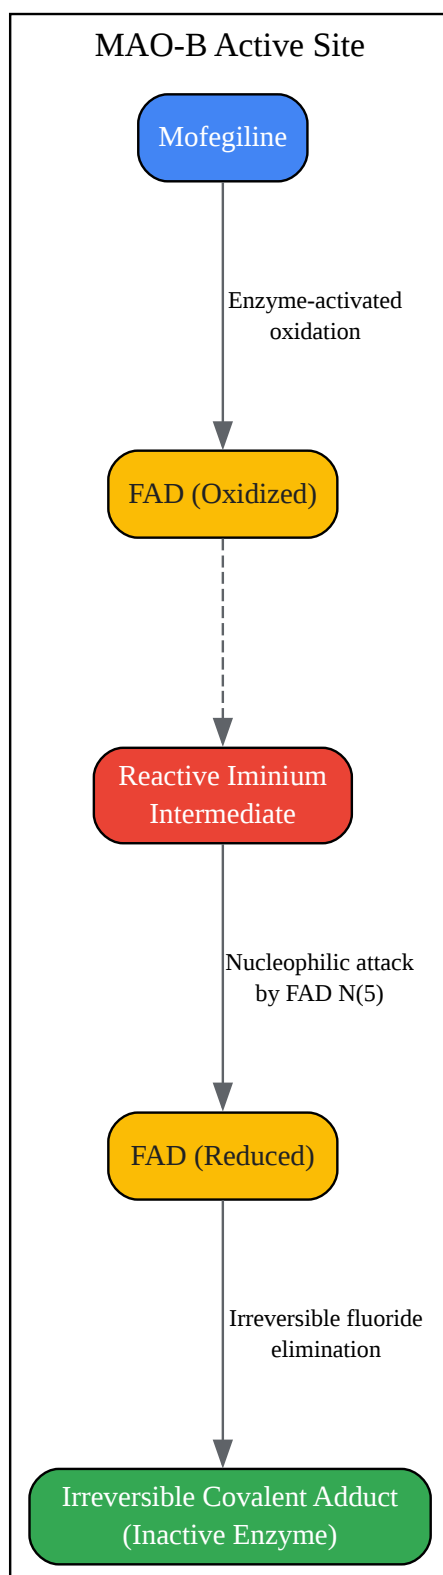 MAO-B Active Site
Mofegiline
Enzyme-activated
oxidation
FAD (Oxidized)
Reactive Iminium
Intermediate
Nucleophilic attack
by FAD N(5)
FAD (Reduced)
Irreversible fluoride
elimination
Irreversible Covalent Adduct
(Inactive Enzyme)